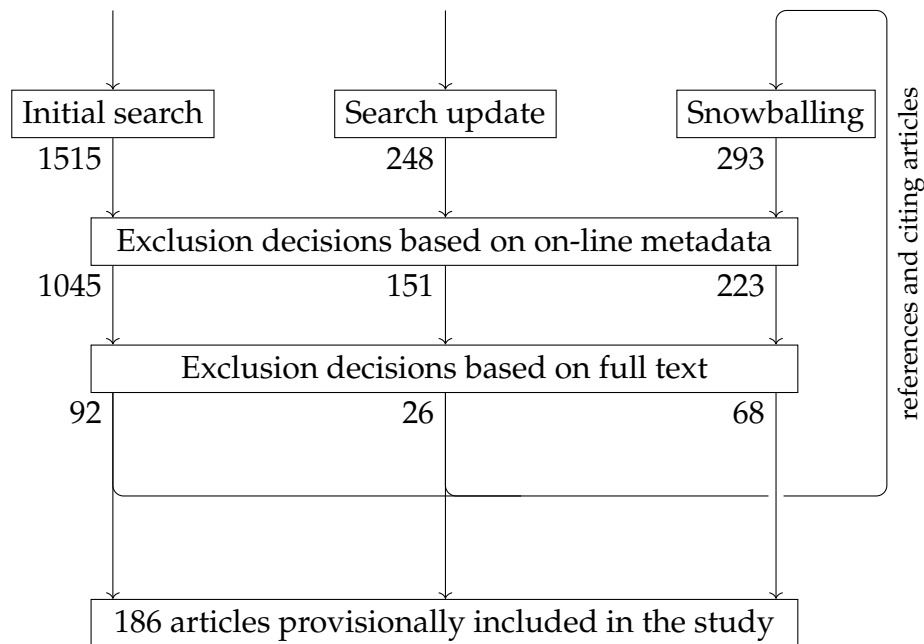 Initial search
Search update
Snowballing
1515
248
293
Exclusion decisions based on on-line metadata
1045
151
223
Exclusion decisions based on full text
92
26
68
186 articles provisionally included in the study
references and citing articles